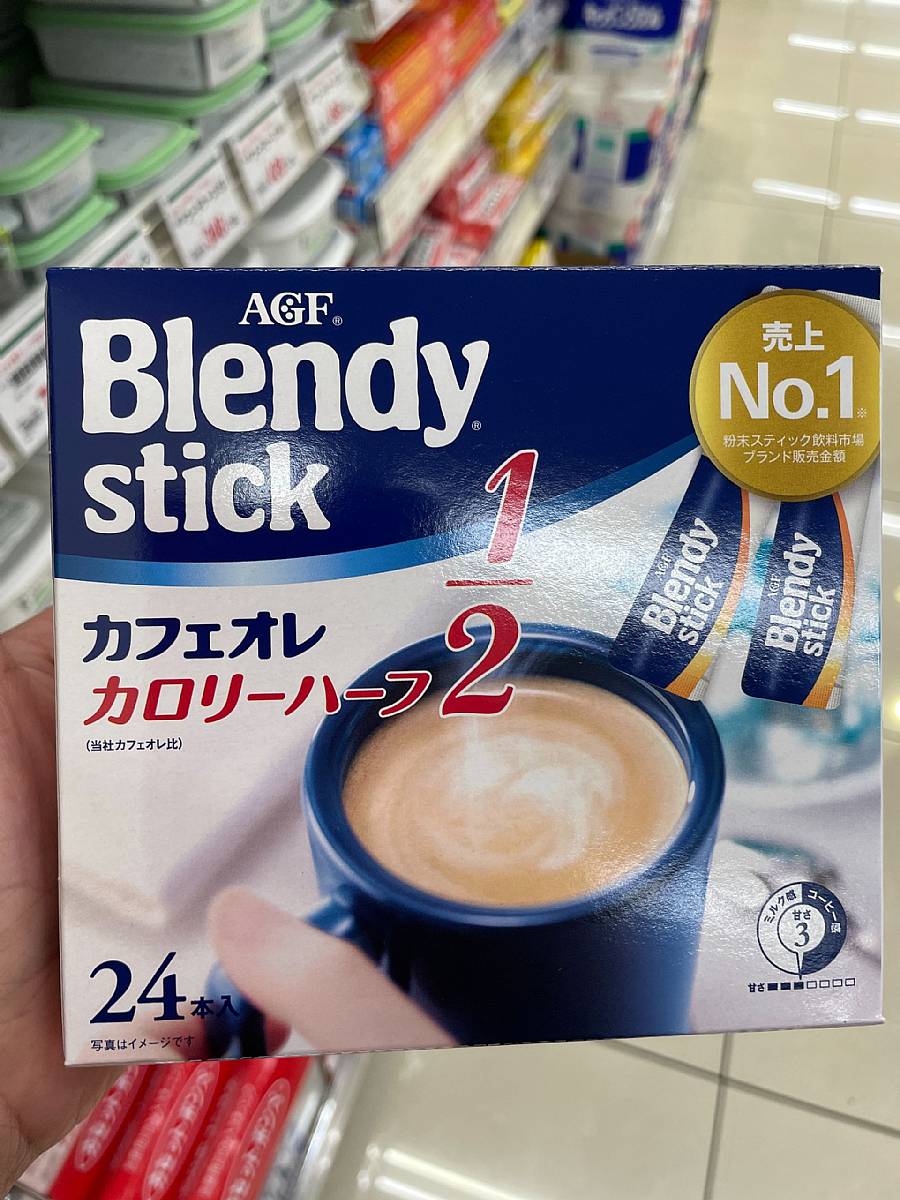 AGF®
Blendy®
stick
売上
No.1※
粉末スティック飲料市場
ブランド販売金額
AGF
Blendy
stick
AGF
Blendy
stick
カフェオレ
カロリーハーフ 1/2
(当社カフェオレ比)
ミルク感 コーヒー感
甘さ
3
甘さ
24本入
写真はイメージです